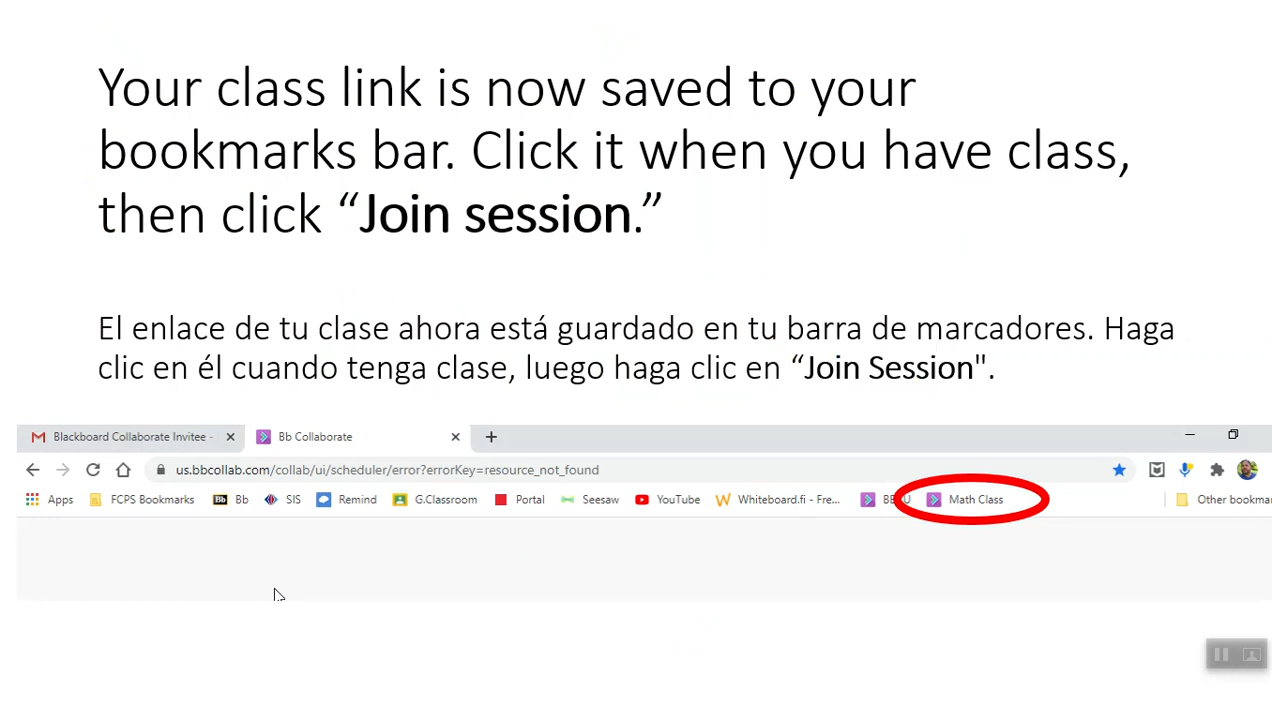 Your class link is now saved to your
bookmarks bar. Click it when you have class,
then click “Join session.”
El enlace de tu clase ahora está guardado en tu barra de marcadores. Haga
clic en él cuando tenga clase, luego haga clic en “Join Session".
Blackboard Collaborate Invitee - Bb Collaborate
us.bbcollab.com/collab/ui/scheduler/error?errorKey=resource_not_found
Apps FCPS Bookmarks Bb Bb SIS Remind G.Classroom Portal Seesaw YouTube Whiteboard.fi - Fre... Math Class Other bookmar